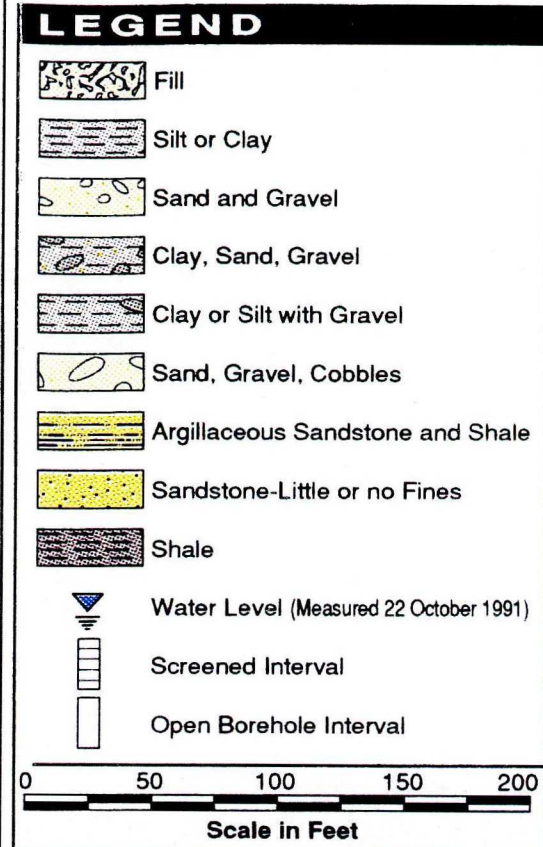 LEGEND
Fill
Silt or Clay
Sand and Gravel
Clay, Sand, Gravel
Clay or Silt with Gravel
Sand, Gravel, Cobbles
Argillaceous Sandstone and Shale
Sandstone-Little or no Fines
Shale
Water Level (Measured 22 October 1991)
Screened Interval
Open Borehole Interval
0 50 100 150 200
Scale in Feet